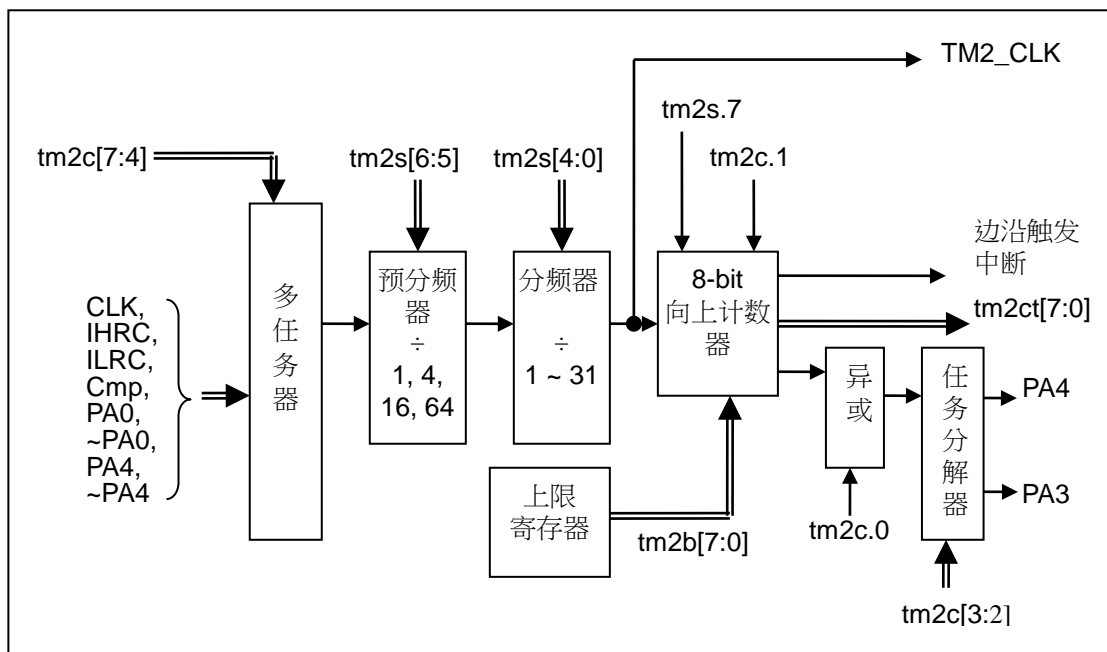 TM2_CLK
tm2s.7
tm2c[7:4]
tm2s[6:5]
tm2s[4:0]
tm2c.1
多
任
务
器
预分频
器
÷
1, 4,
16, 64
分频器
÷
1 ~ 31
8-bit
向上计数
器
边沿触发
中断
tm2ct[7:0]
CLK,
IHRC,
ILRC,
Cmp,
PA0,
~PA0,
PA4,
~PA4
异
或
任
务
分
解
器
PA4
PA3
上限
寄存器
tm2b[7:0]
tm2c.0
tm2c[3:2]